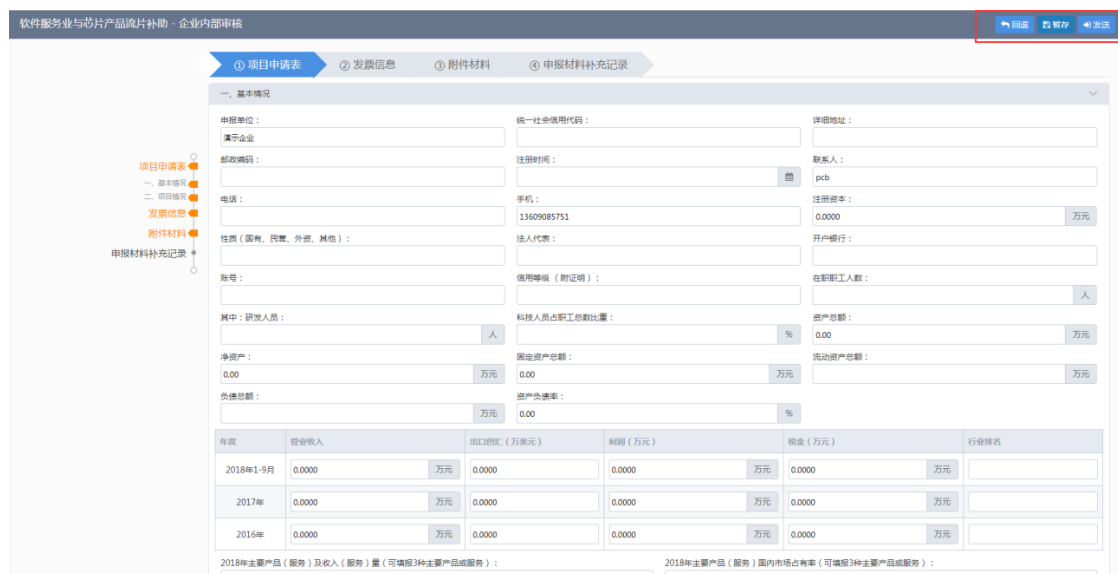 软件服务业与芯片产品流片补助 - 企业内部审核 回退 暂存 发送
① 项目申请表 ② 发票信息 ③ 附件材料 ④ 申报材料补充记录
一、基本情况
申报单位： 统一社会信用代码： 详细地址：
演示企业
邮政编码： 注册时间： 联系人：
pcb
电话： 手机： 注册资本：
13609085751 0.0000 万元
性质（国有、民营、外资、其他）： 法人代表： 开户银行：
账号： 信用等级 （附证明）： 在职职工人数：
人
其中：研发人员： 科技人员占职工总数比重： 资产总额：
人 % 0.00 万元
净资产： 固定资产总额： 流动资产总额：
0.00 万元 0.00 万元 万元
负债总额： 资产负债率：
万元 0.00 %
项目申请表
一、基本情况
二、项目情况
发票信息
附件材料
申报材料补充记录
年度 营业收入 出口创汇（万美元） 利润（万元） 税金（万元） 行业排名
2018年1-9月 0.0000 万元 0.0000 0.0000 万元 0.0000 万元
2017年 0.0000 万元 0.0000 0.0000 万元 0.0000 万元
2016年 0.0000 万元 0.0000 0.0000 万元 0.0000 万元
2018年主要产品（服务）及收入（服务）量（可填报3种主要产品或服务）： 2018年主要产品（服务）国内市场占有率（可填报3种主要产品或服务）：